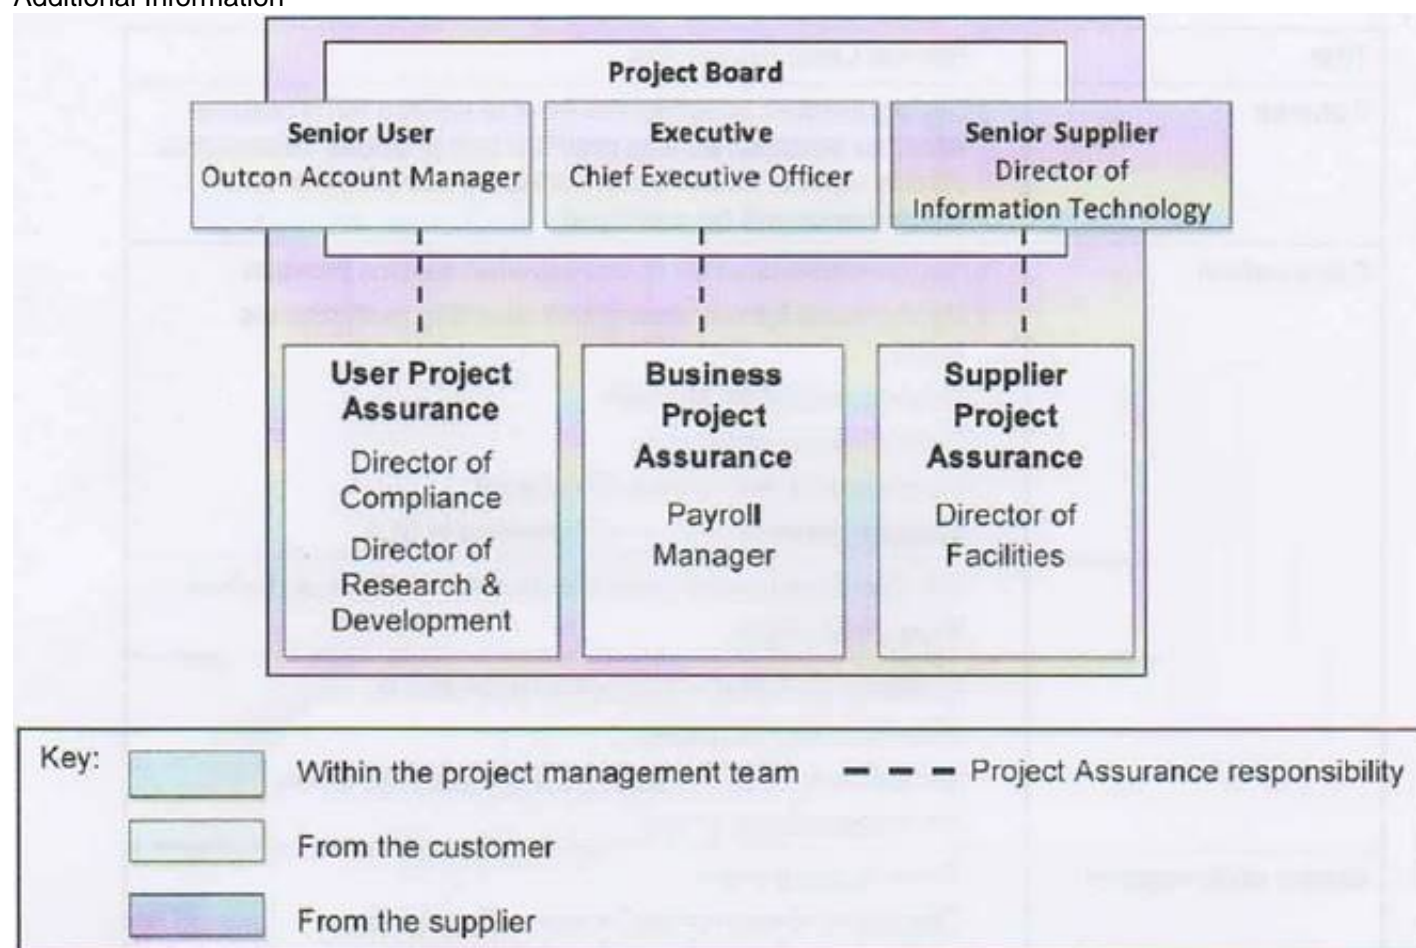 Additional Information
Project Board
Senior User
Outcon Account Manager
Executive
Chief Executive Officer
Senior Supplier
Director of
Information Technology
User Project
Assurance
Director of
Compliance
Director of
Research &
Development
Business
Project
Assurance
Payroll
Manager
Supplier
Project
Assurance
Director of
Facilities
Key:
Within the project management team
Project Assurance responsibility
From the customer
From the supplier